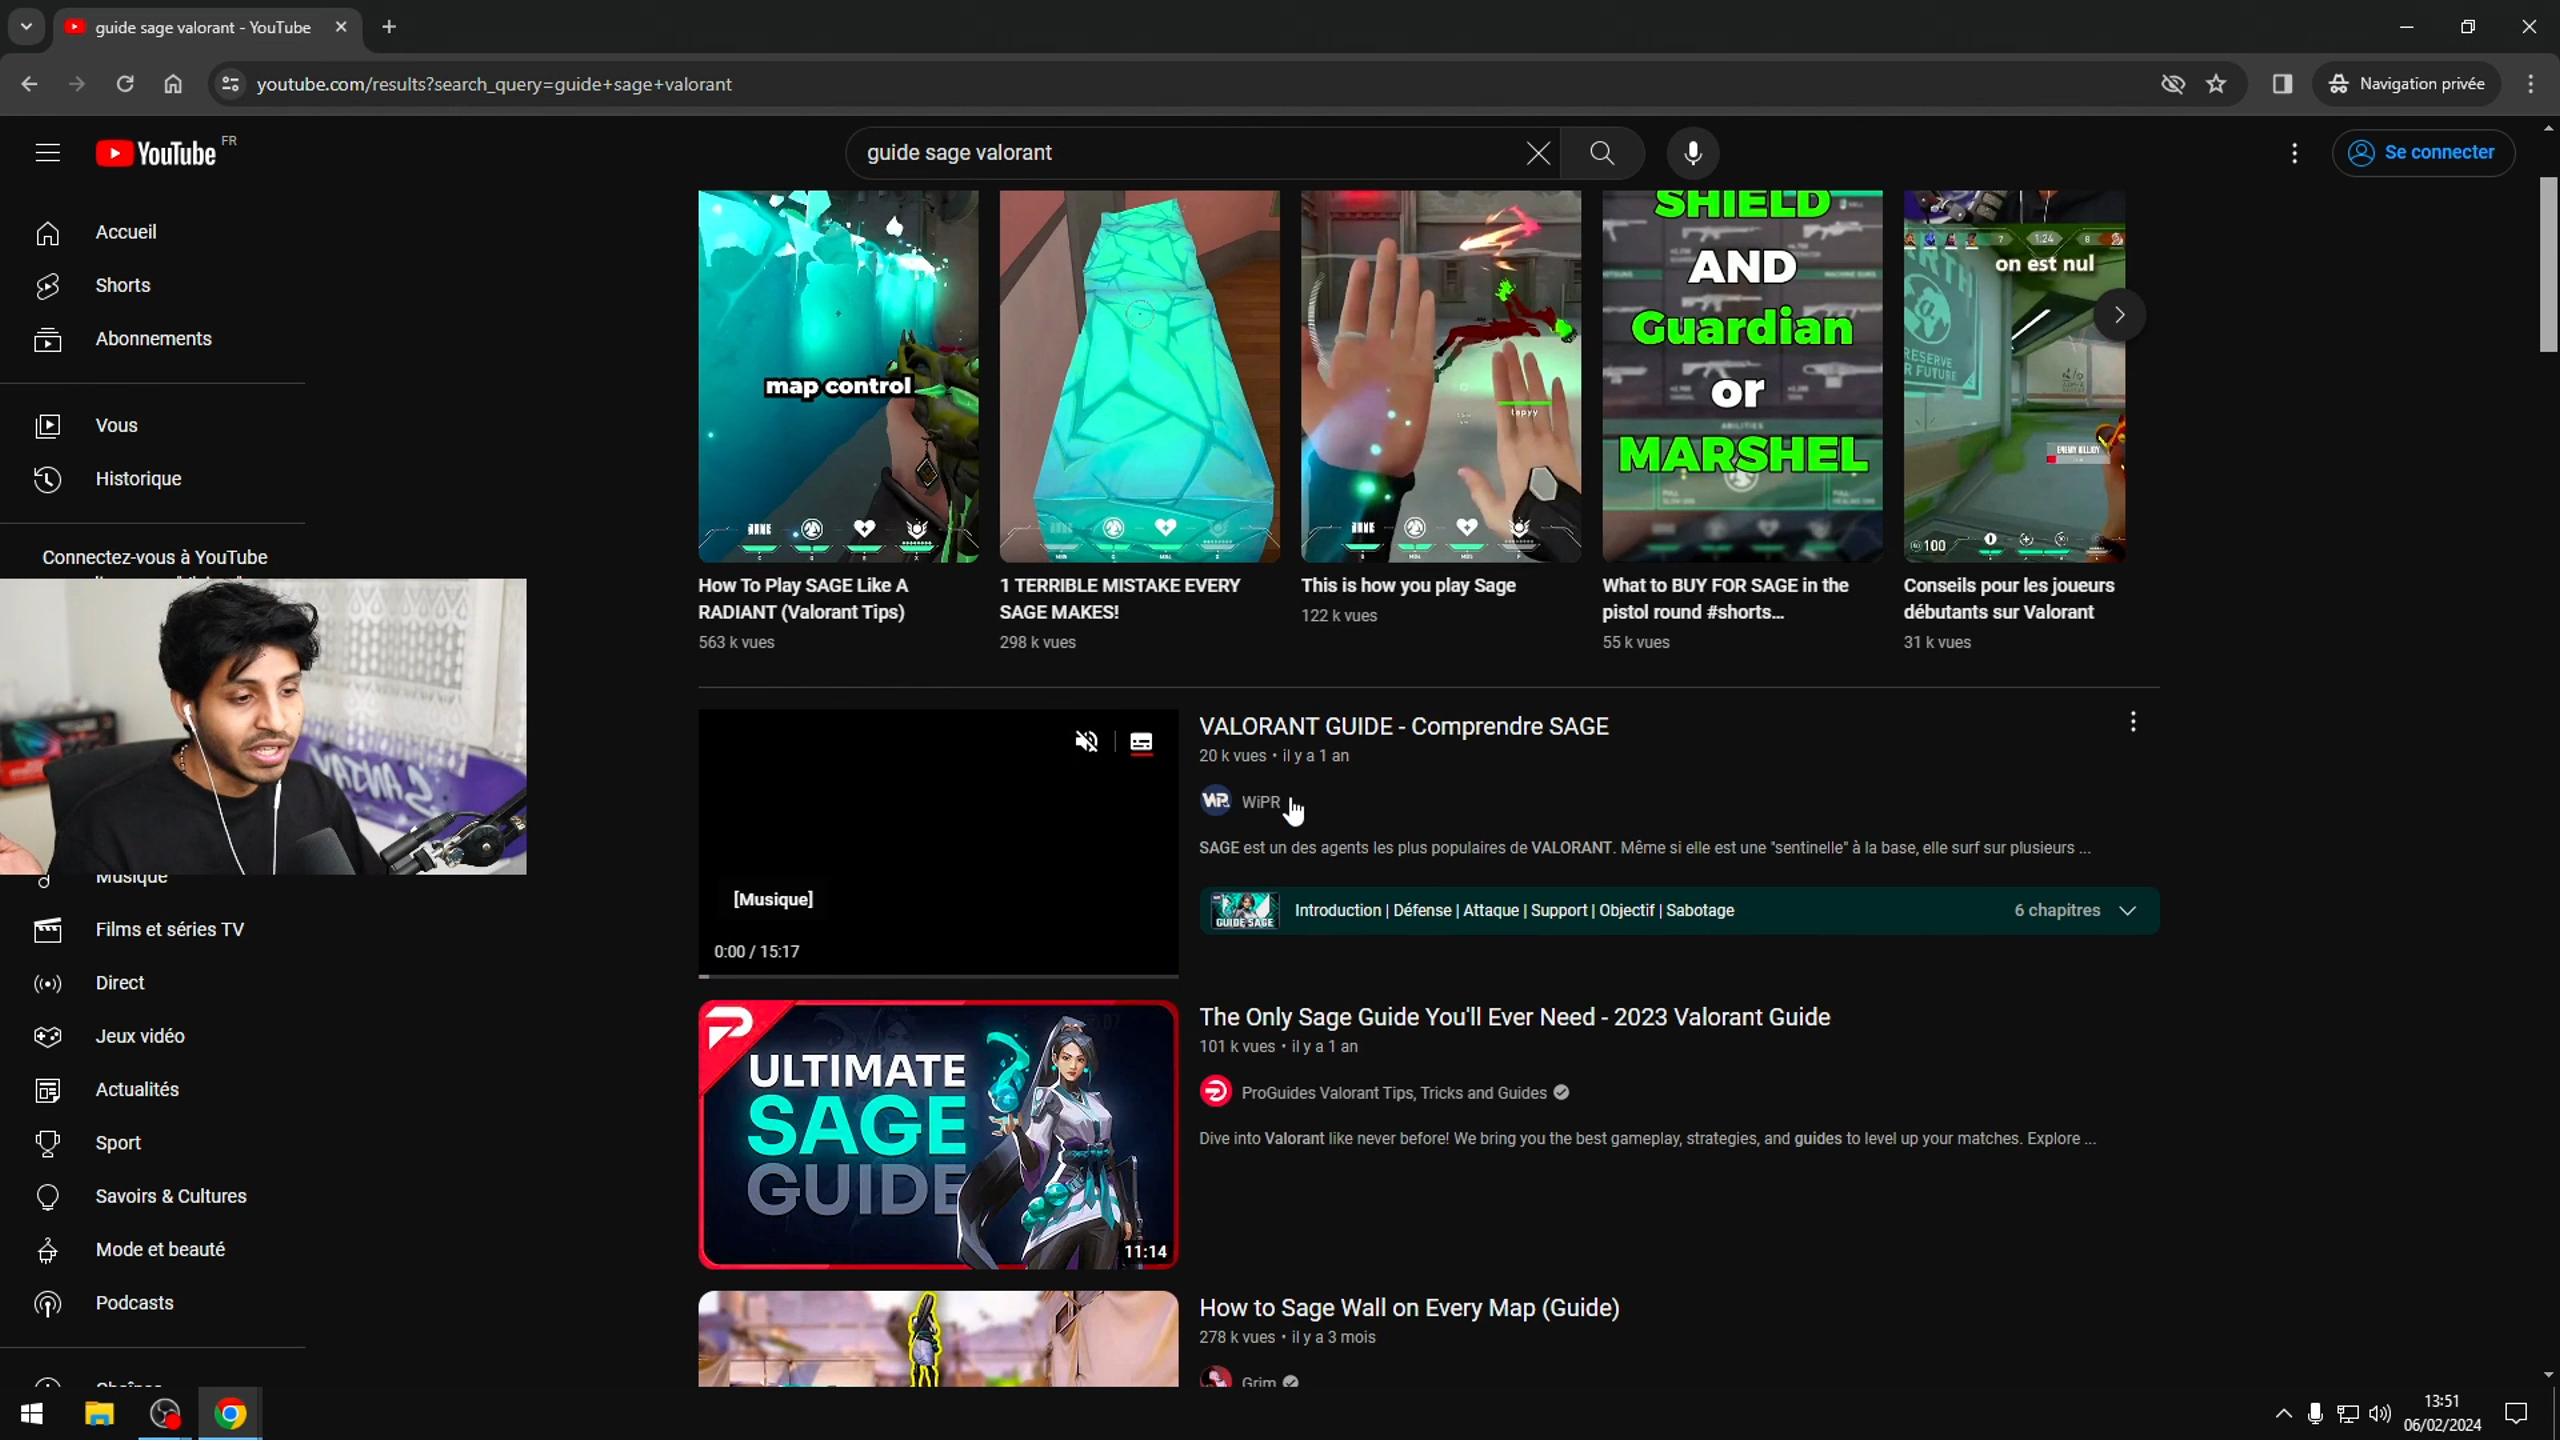 guide sage valorant - YouTube
youtube.com/results?search_query=guide+sage+valorant
Navigation privée
YouTube FR
guide sage valorant
Se connecter
Accueil
Shorts
Abonnements
Vous
Historique
Connectez-vous à YouTube
Musique
Films et séries TV
Direct
Jeux vidéo
Actualités
Sport
Savoirs & Cultures
Mode et beauté
Podcasts
map control
SHIELD
AND
Guardian
or
MARSHEL
7 1:24 8
on est nul
ENEMY KILLJOY
100
tapyy
How To Play SAGE Like A
RADIANT (Valorant Tips)
563 k vues
1 TERRIBLE MISTAKE EVERY
SAGE MAKES!
298 k vues
This is how you play Sage
122 k vues
What to BUY FOR SAGE in the
pistol round #shorts...
55 k vues
Conseils pour les joueurs
débutants sur Valorant
31 k vues
[Musique]
0:00 / 15:17
VALORANT GUIDE - Comprendre SAGE
20 k vues • il y a 1 an
WiPR
SAGE est un des agents les plus populaires de VALORANT. Même si elle est une "sentinelle" à la base, elle surf sur plusieurs ...
GUIDE SAGE
Introduction | Défense | Attaque | Support | Objectif | Sabotage
6 chapitres
ULTIMATE
SAGE
GUIDE
11:14
The Only Sage Guide You'll Ever Need - 2023 Valorant Guide
101 k vues • il y a 1 an
ProGuides Valorant Tips, Tricks and Guides
Dive into Valorant like never before! We bring you the best gameplay, strategies, and guides to level up your matches. Explore ...
How to Sage Wall on Every Map (Guide)
278 k vues • il y a 3 mois
Grim
13:51
06/02/2024